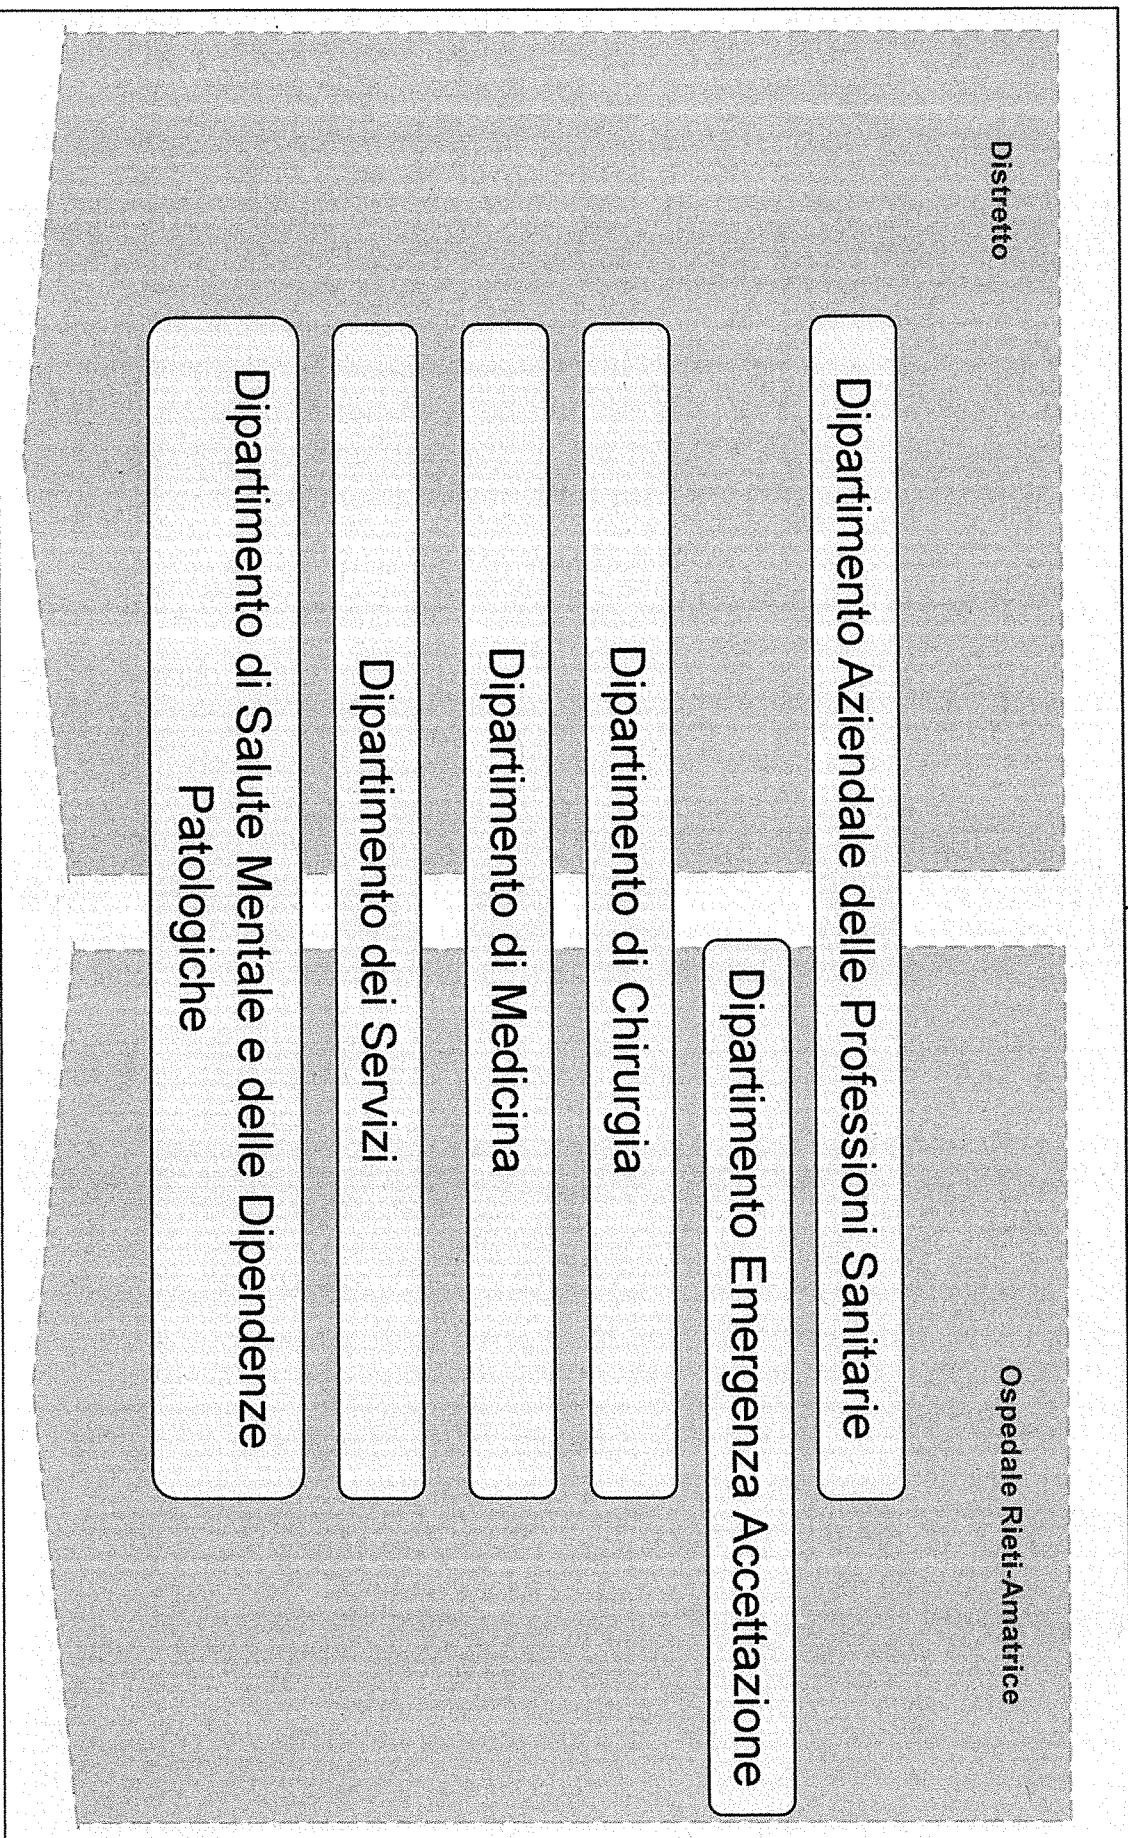 Distretto
Ospedale Rieti-Amatrice
Dipartimento Aziendale delle Professioni Sanitarie
Dipartimento Emergenza Accettazione
Dipartimento di Chirurgia
Dipartimento di Medicina
Dipartimento dei Servizi
Dipartimento di Salute Mentale e delle Dipendenze
Patologiche